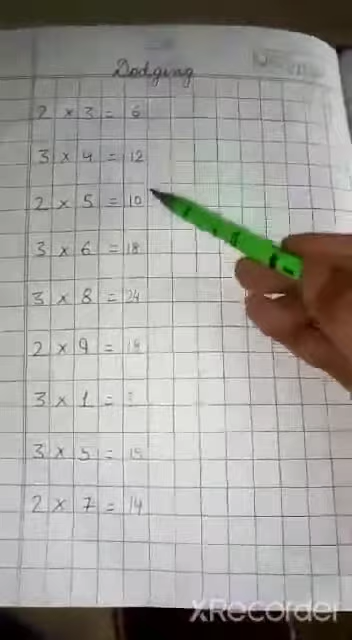 Dodging
2 × 3 = 6
3 × 4 = 12
2 × 5 = 10
3 × 6 = 18
3 × 8 = 24
2 × 9 = 18
3 × 1 = 3
3 × 5 = 15
2 × 7 = 14
XRecorder